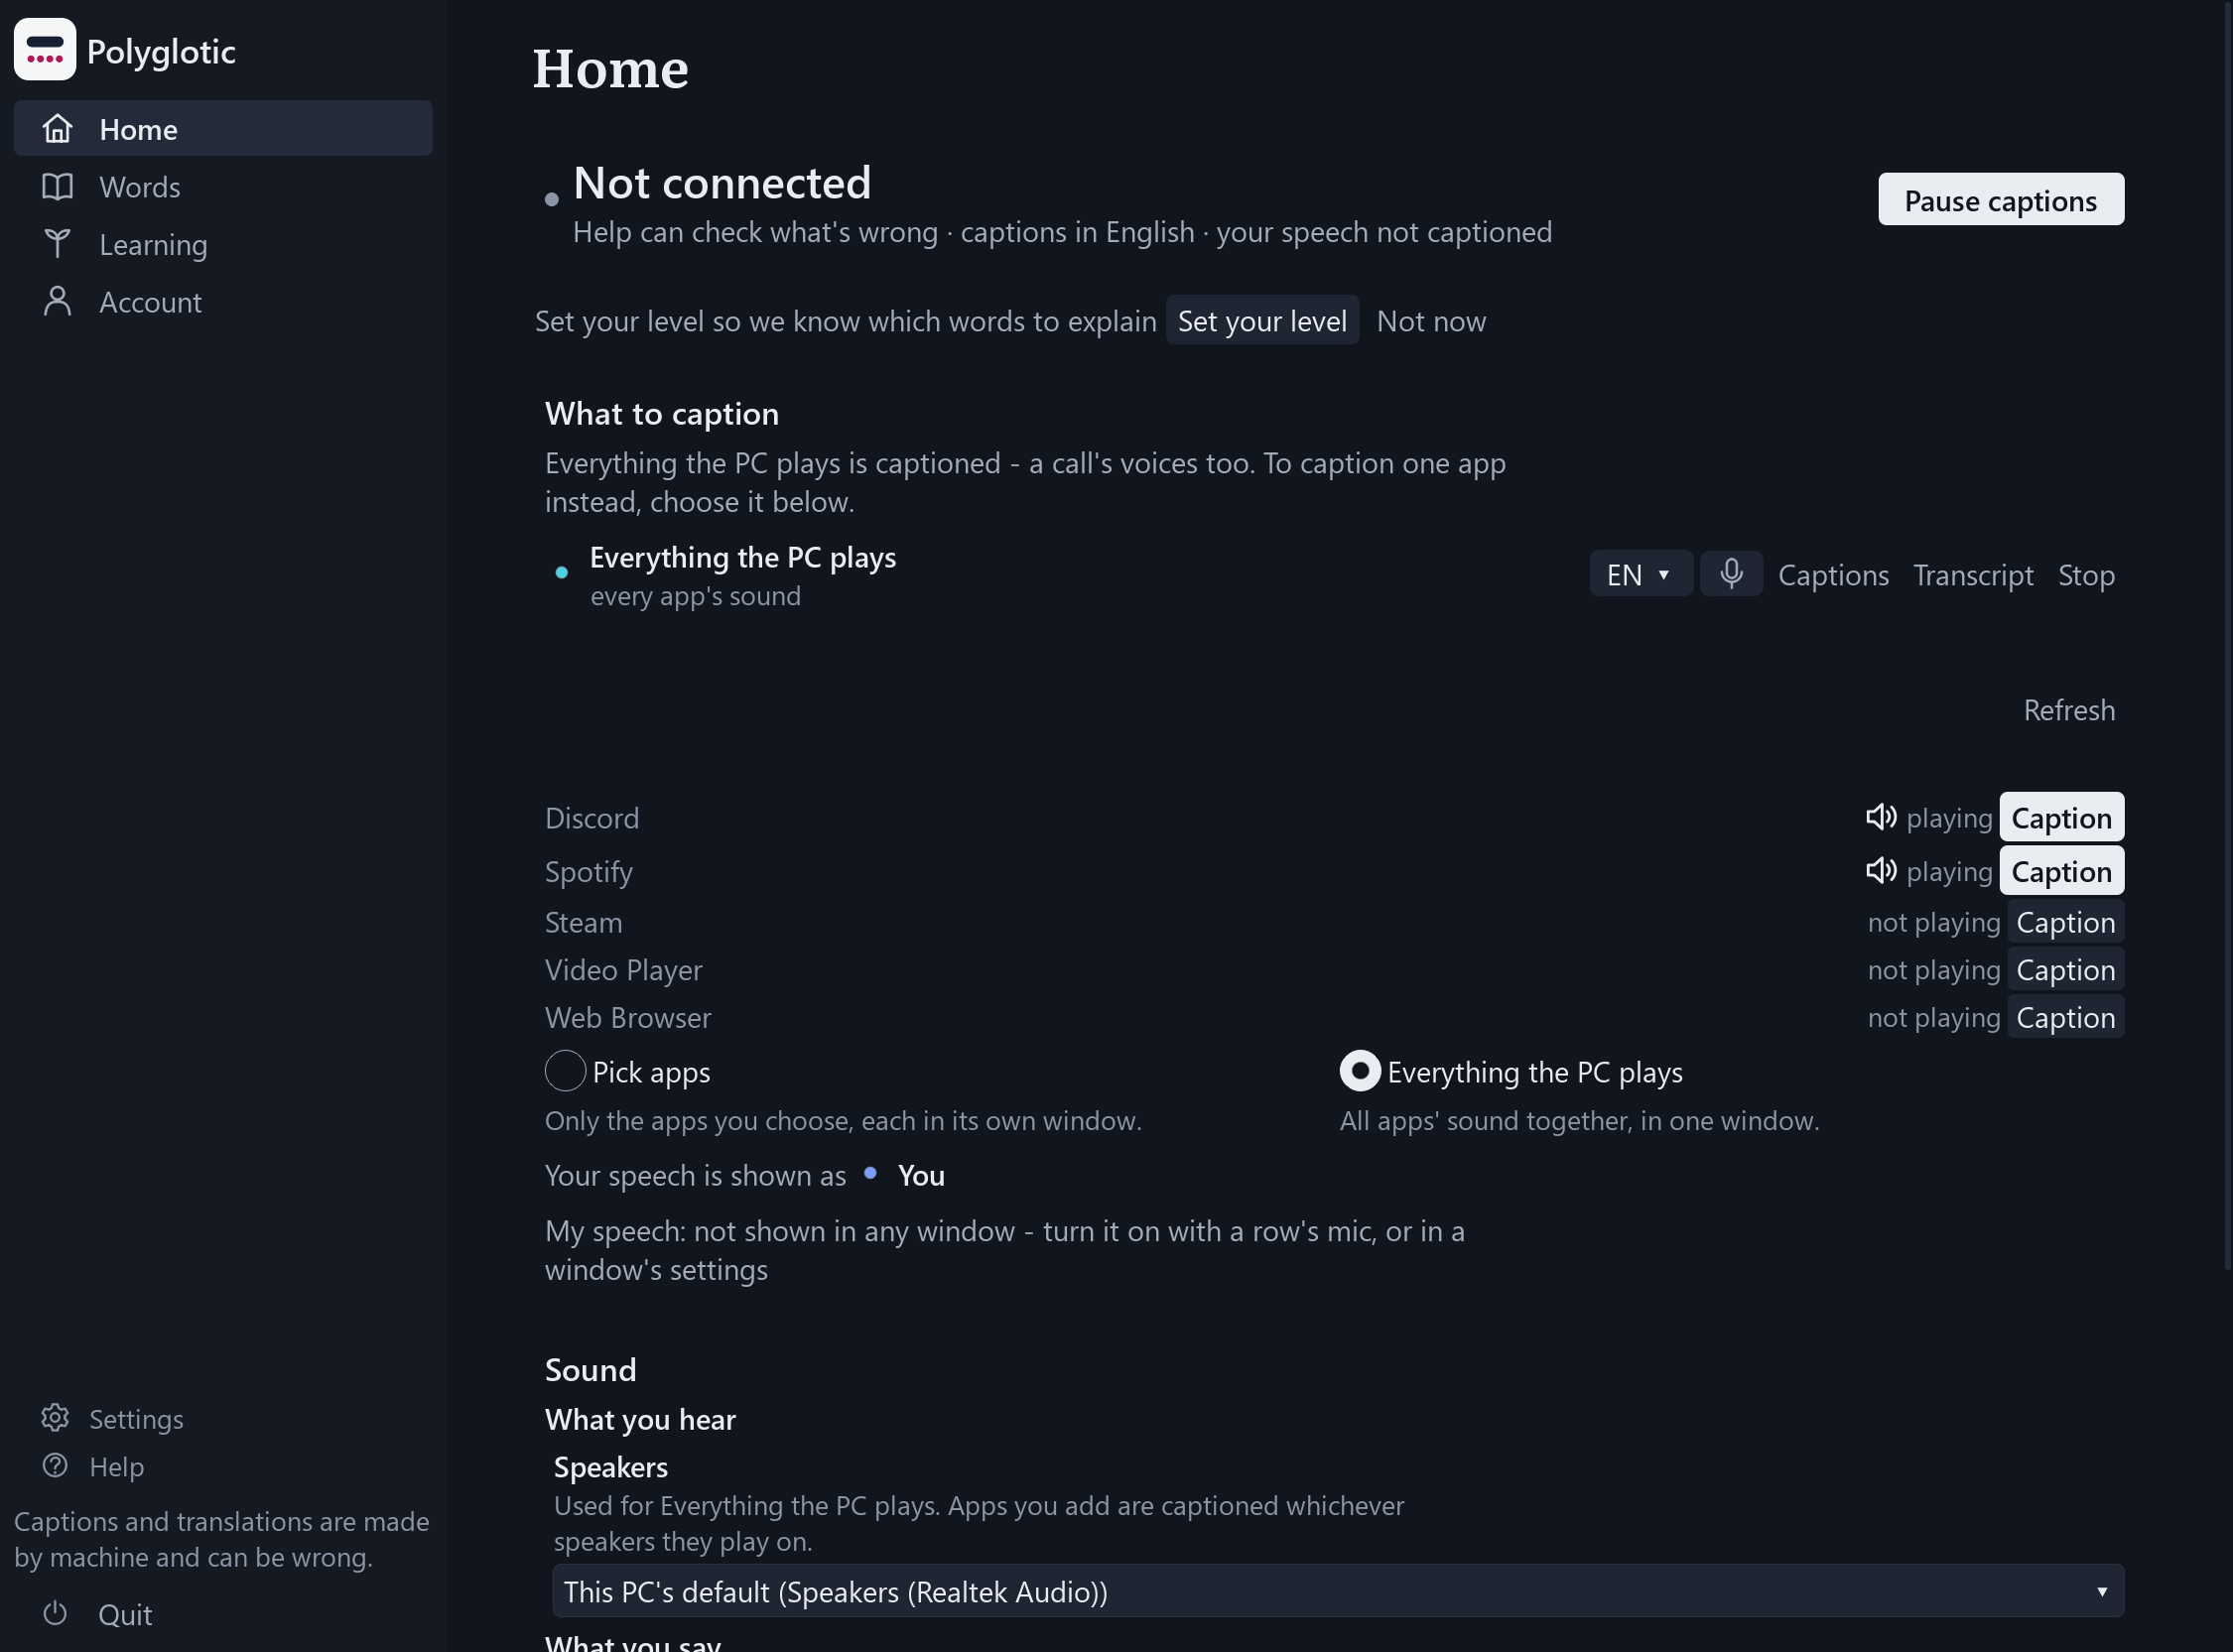 Polyglotic
Home
Words
Learning
Account
Settings
Help
Captions and translations are made
by machine and can be wrong.
Quit
Home
Not connected
Help can check what's wrong · captions in English · your speech not captioned
Pause captions
Set your level so we know which words to explain Set your level Not now
What to caption
Everything the PC plays is captioned - a call's voices too. To caption one app
instead, choose it below.
Everything the PC plays
every app's sound
EN Captions Transcript Stop
Refresh
Discord playing Caption
Spotify playing Caption
Steam not playing Caption
Video Player not playing Caption
Web Browser not playing Caption
Pick apps
Only the apps you choose, each in its own window.
Everything the PC plays
All apps' sound together, in one window.
Your speech is shown as You
My speech: not shown in any window - turn it on with a row's mic, or in a
window's settings
Sound
What you hear
Speakers
Used for Everything the PC plays. Apps you add are captioned whichever
speakers they play on.
This PC's default (Speakers (Realtek Audio))
What you say